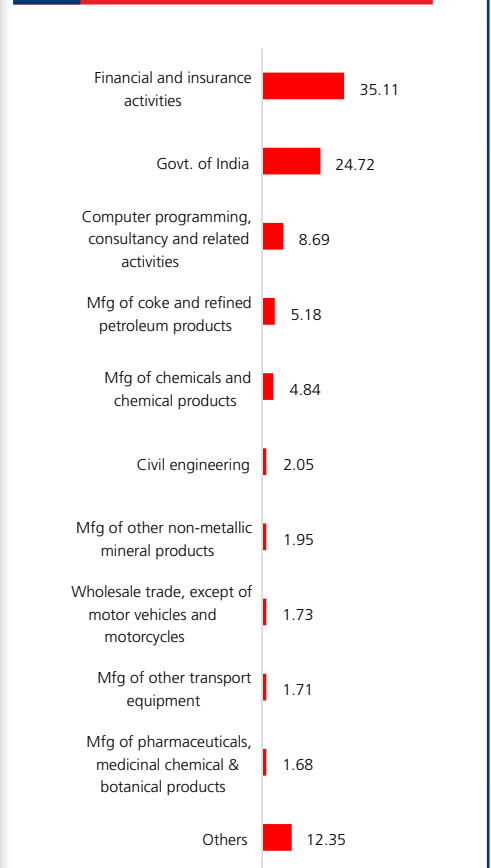 Financial and insurance
activities
35.11
Govt. of India
24.72
Computer programming,
consultancy and related
activities
8.69
Mfg of coke and refined
petroleum products
5.18
Mfg of chemicals and
chemical products
4.84
Civil engineering
2.05
Mfg of other non-metallic
mineral products
1.95
Wholesale trade, except of
motor vehicles and
motorcycles
1.73
Mfg of other transport
equipment
1.71
Mfg of pharmaceuticals,
medicinal chemical &
botanical products
1.68
Others
12.35